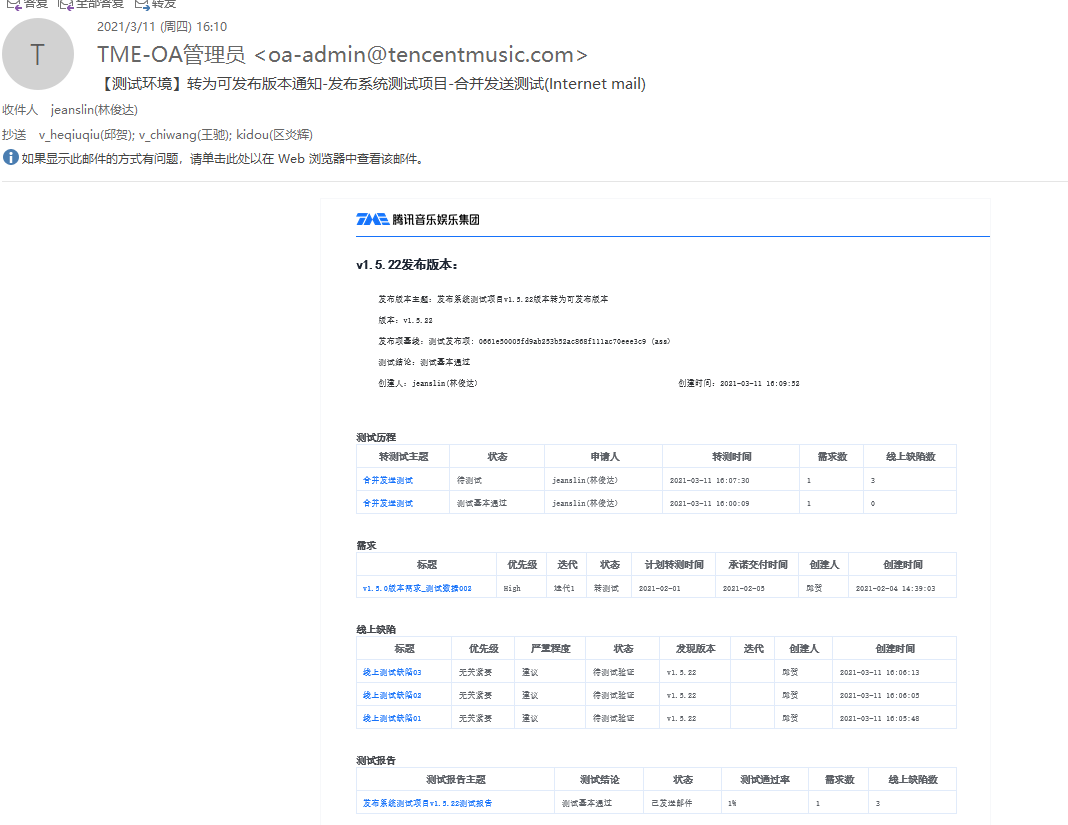 答复 全部答复 转发
2021/3/11 (周四) 16:10
T
TME-OA管理员 <oa-admin@tencentmusic.com>
【测试环境】转为可发布版本通知-发布系统测试项目-合并发送测试(Internet mail)
收件人 jeanslin(林俊达)
抄送 v_heqiuqiu(邱贺); v_chiwang(王驰); kidou(区炎辉)
如果显示此邮件的方式有问题，请单击此处以在 Web 浏览器中查看该邮件。
TME 腾讯音乐娱乐集团
v1.5.22发布版本：
发布版本主题：发布系统测试项目v1.5.22版本转为可发布版本
版本：v1.5.22
发布项基线：测试发布项: 0661e50005fd9ab253b52ac868f111ac70eee3c9 (ass)
测试结论：测试基本通过
创建人：jeanslin(林俊达) 创建时间：2021-03-11 16:09:52
测试历程
转测试主题 状态 申请人 转测时间 需求数 线上缺陷数
合并发送测试 待测试 jeanslin(林俊达) 2021-03-11 16:07:30 1 3
合并发送测试 测试基本通过 jeanslin(林俊达) 2021-03-11 16:00:09 1 0
需求
标题 优先级 迭代 状态 计划转测时间 承诺交付时间 创建人 创建时间
v1.5.0版本需求_测试数据002 High 迭代1 转测试 2021-02-01 2021-02-05 邱贺 2021-02-04 14:39:03
线上缺陷
标题 优先级 严重程度 状态 发现版本 迭代 创建人 创建时间
线上测试缺陷03 无关紧要 建议 待测试验证 v1.5.22 邱贺 2021-03-11 16:06:13
线上测试缺陷02 无关紧要 建议 待测试验证 v1.5.22 邱贺 2021-03-11 16:06:05
线上测试缺陷01 无关紧要 建议 待测试验证 v1.5.22 邱贺 2021-03-11 16:05:48
测试报告
测试报告主题 测试结论 状态 测试通过率 需求数 线上缺陷数
发布系统测试项目v1.5.22测试报告 测试基本通过 已发送邮件 1% 1 3